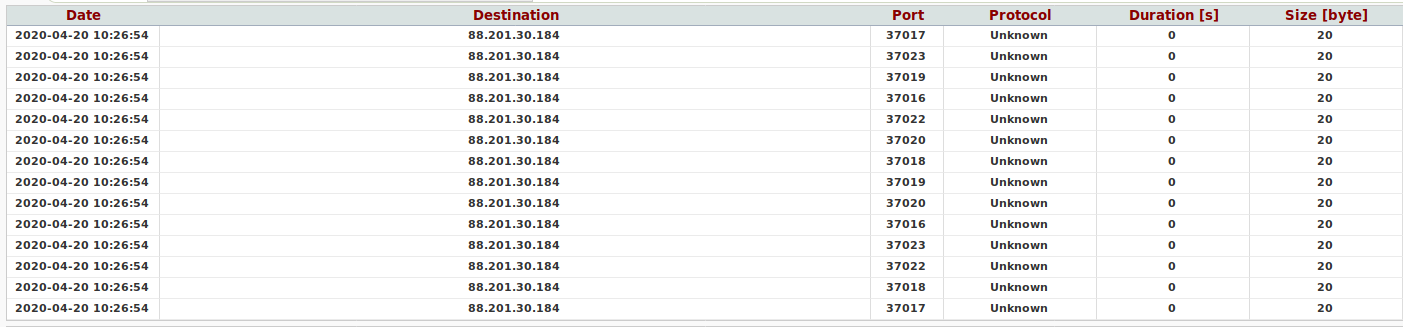 Date Destination Port Protocol Duration [s] Size [byte]
2020-04-20 10:26:54 88.201.30.184 37017 Unknown 0 20
2020-04-20 10:26:54 88.201.30.184 37023 Unknown 0 20
2020-04-20 10:26:54 88.201.30.184 37019 Unknown 0 20
2020-04-20 10:26:54 88.201.30.184 37016 Unknown 0 20
2020-04-20 10:26:54 88.201.30.184 37022 Unknown 0 20
2020-04-20 10:26:54 88.201.30.184 37020 Unknown 0 20
2020-04-20 10:26:54 88.201.30.184 37018 Unknown 0 20
2020-04-20 10:26:54 88.201.30.184 37019 Unknown 0 20
2020-04-20 10:26:54 88.201.30.184 37020 Unknown 0 20
2020-04-20 10:26:54 88.201.30.184 37016 Unknown 0 20
2020-04-20 10:26:54 88.201.30.184 37023 Unknown 0 20
2020-04-20 10:26:54 88.201.30.184 37022 Unknown 0 20
2020-04-20 10:26:54 88.201.30.184 37018 Unknown 0 20
2020-04-20 10:26:54 88.201.30.184 37017 Unknown 0 20